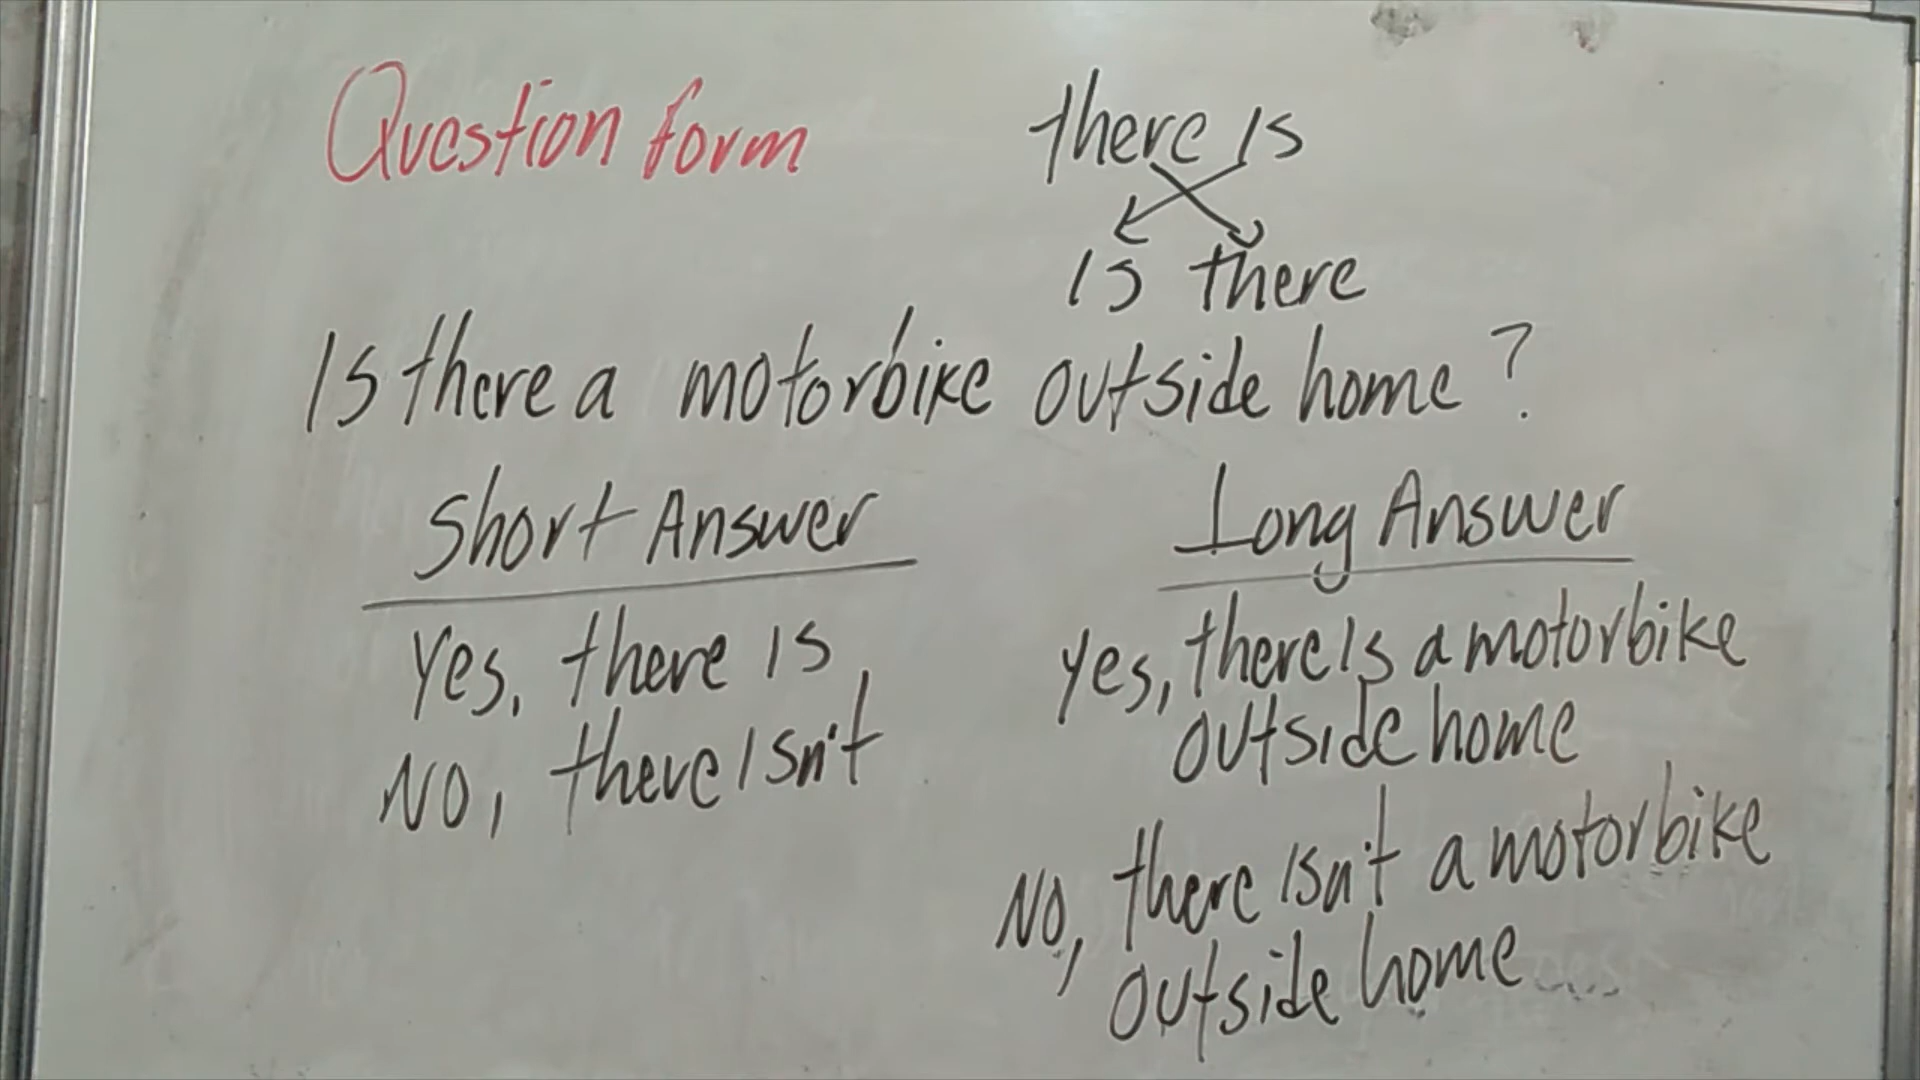 Question form
there is
is there
Is there a motorbike outside home?
Short Answer
Yes, there is
No, there isn't
Long Answer
yes, there is a motorbike
outside home
No, there isn't a motorbike
outside home